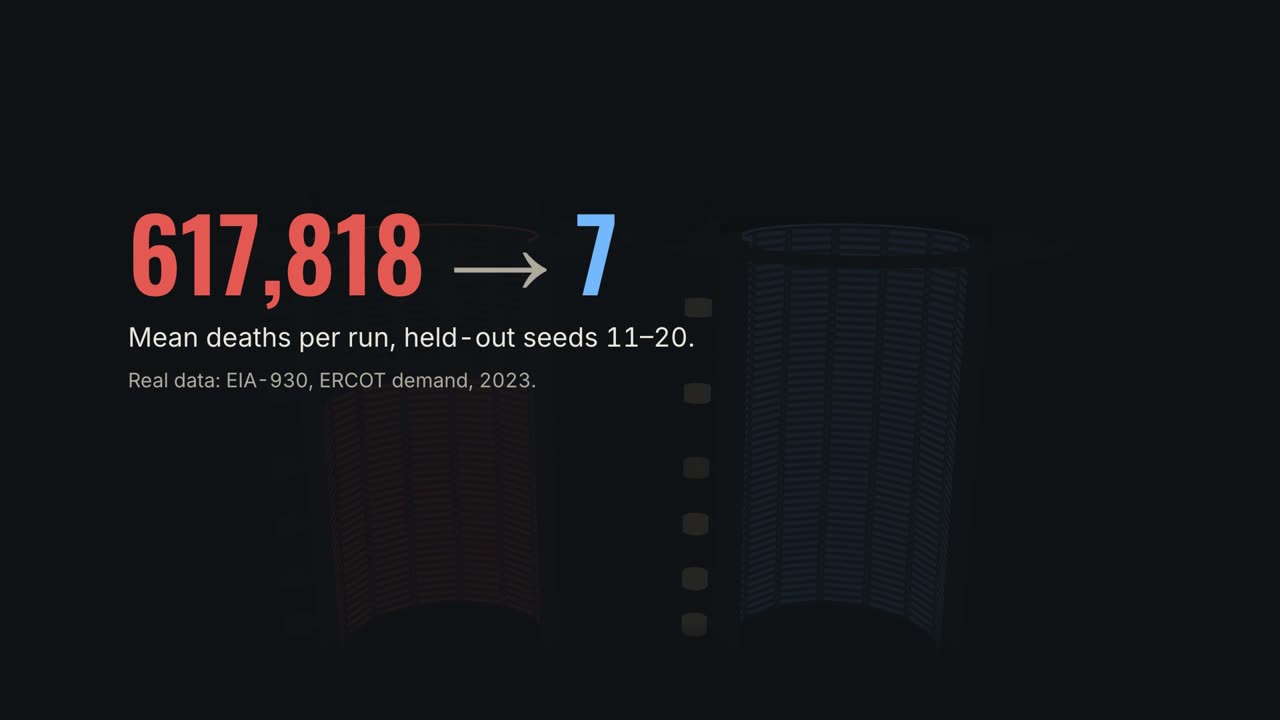 617,818 → 7
Mean deaths per run, held-out seeds 11–20.
Real data: EIA-930, ERCOT demand, 2023.